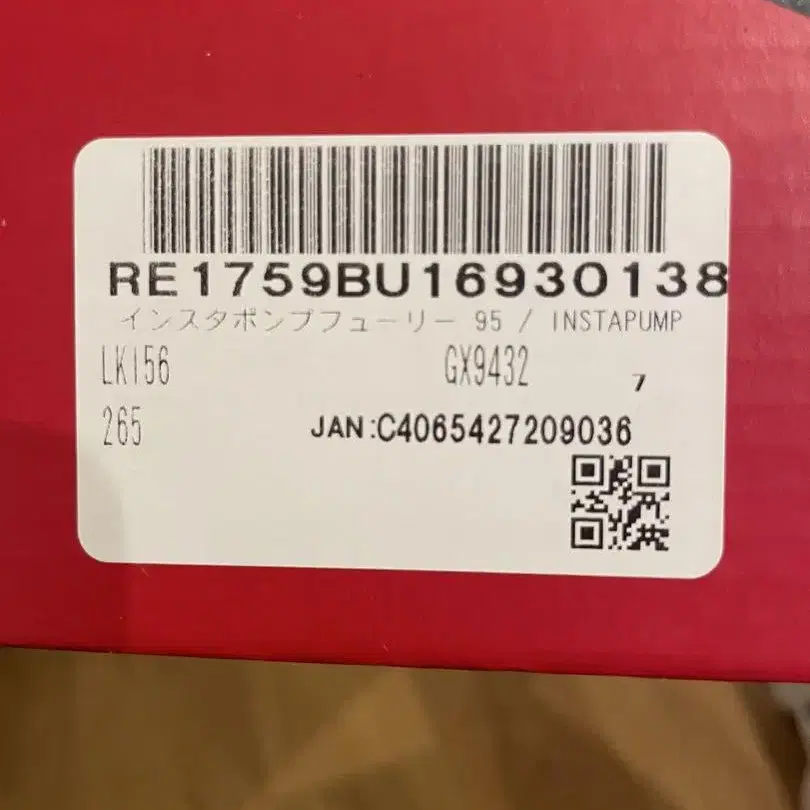 RE1759BU16930138
インスタポンプフューリー 95 / INSTAPUMP
LKI56 GX9432 7
265 JAN:C4065427209036